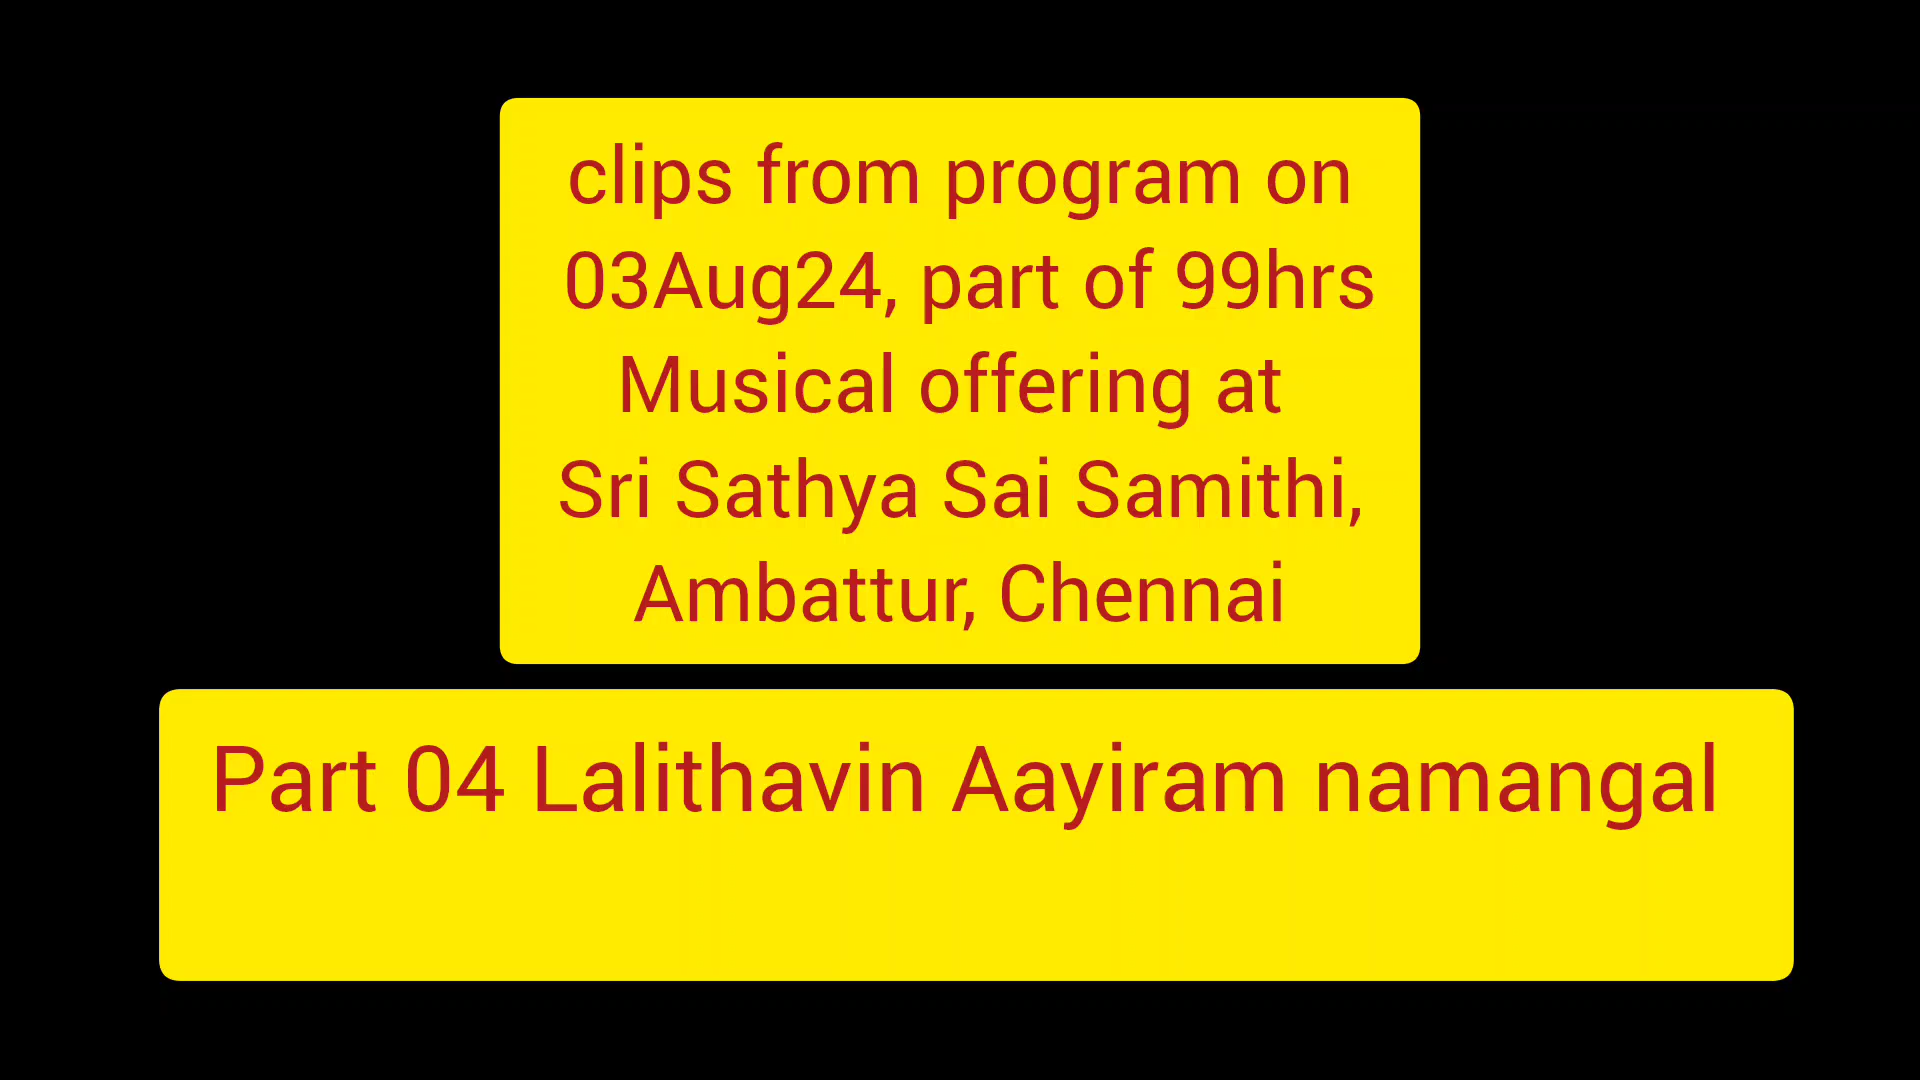 clips from program on
03Aug24, part of 99hrs
Musical offering at
Sri Sathya Sai Samithi,
Ambattur, Chennai
Part 04 Lalithavin Aayiram namangal